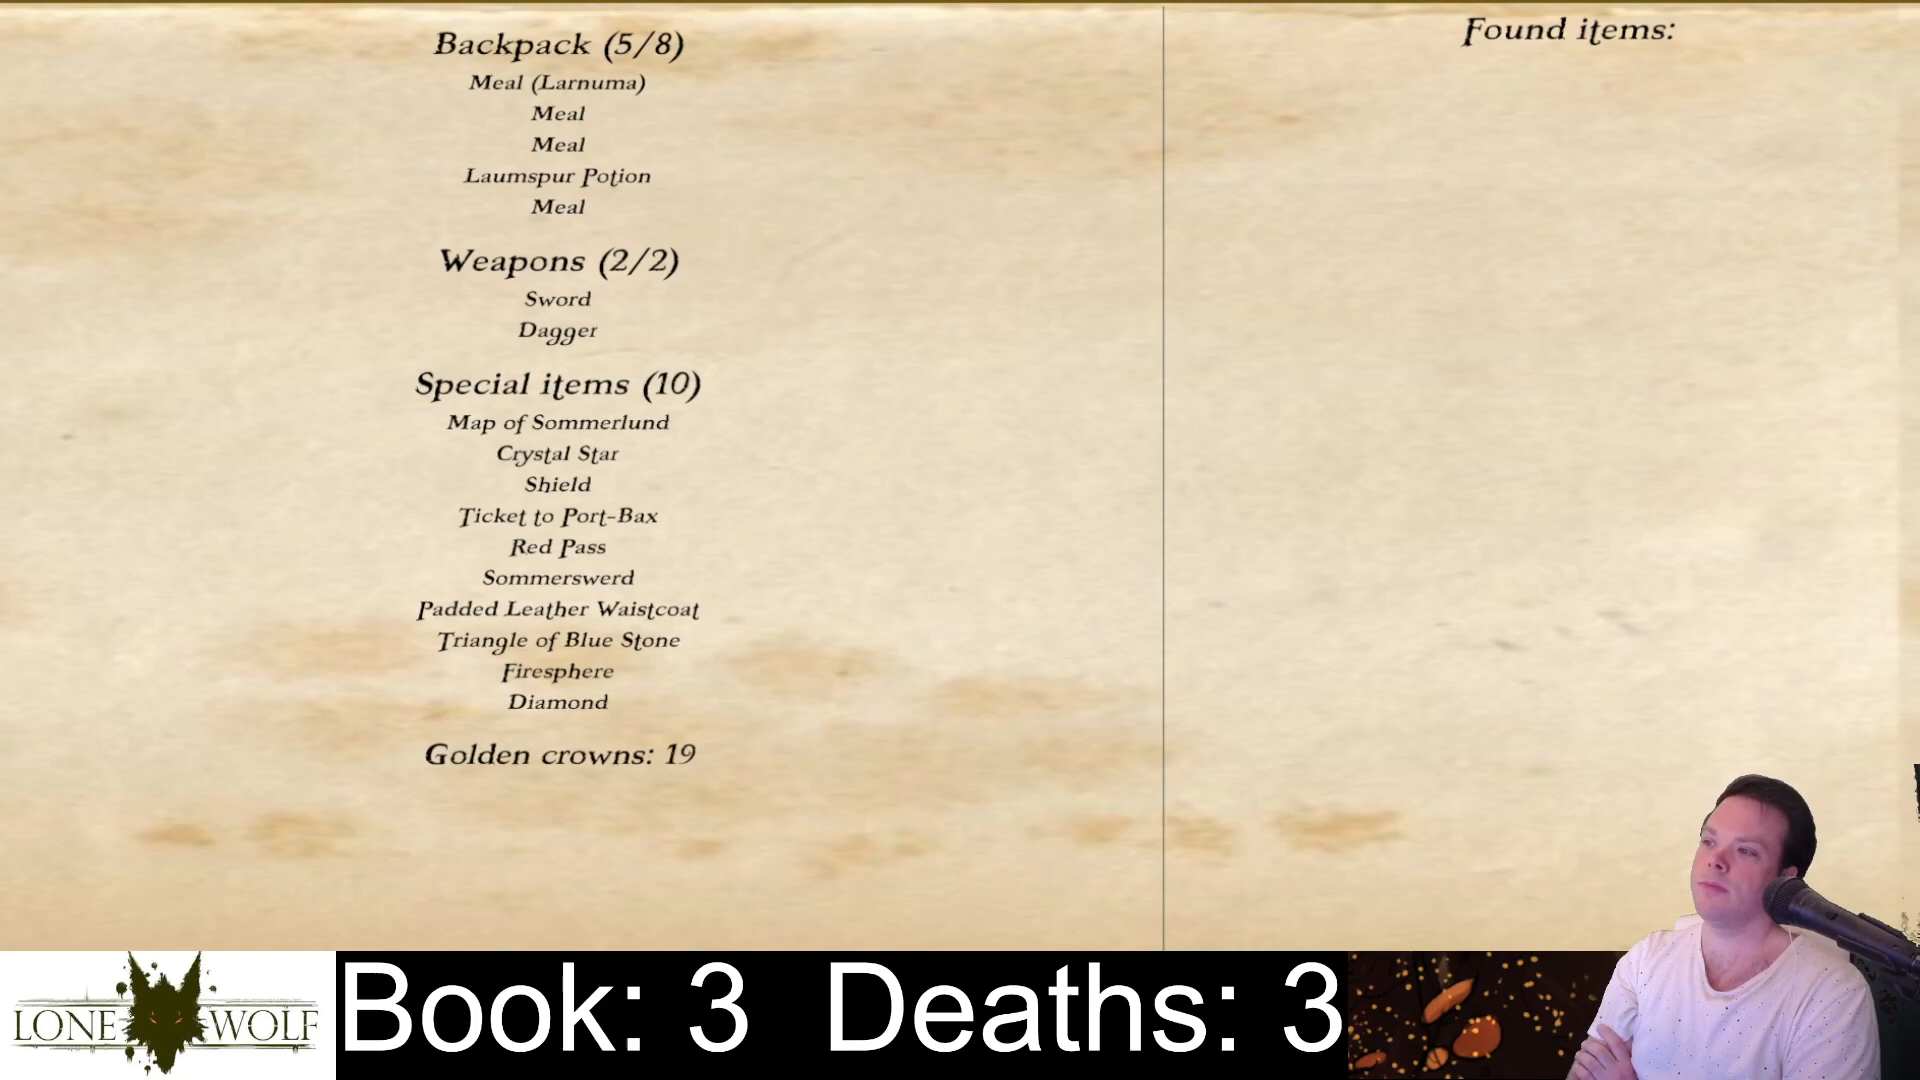 Backpack (5/8)
Meal (Larnuma)
Meal
Meal
Laumspur Potion
Meal
Weapons (2/2)
Sword
Dagger
Special items (10)
Map of Sommerlund
Crystal Star
Shield
Ticket to Port-Bax
Red Pass
Sommerswerd
Padded Leather Waistcoat
Triangle of Blue Stone
Firesphere
Diamond
Golden crowns: 19
Found items:
LONE WOLF
Book: 3 Deaths: 3